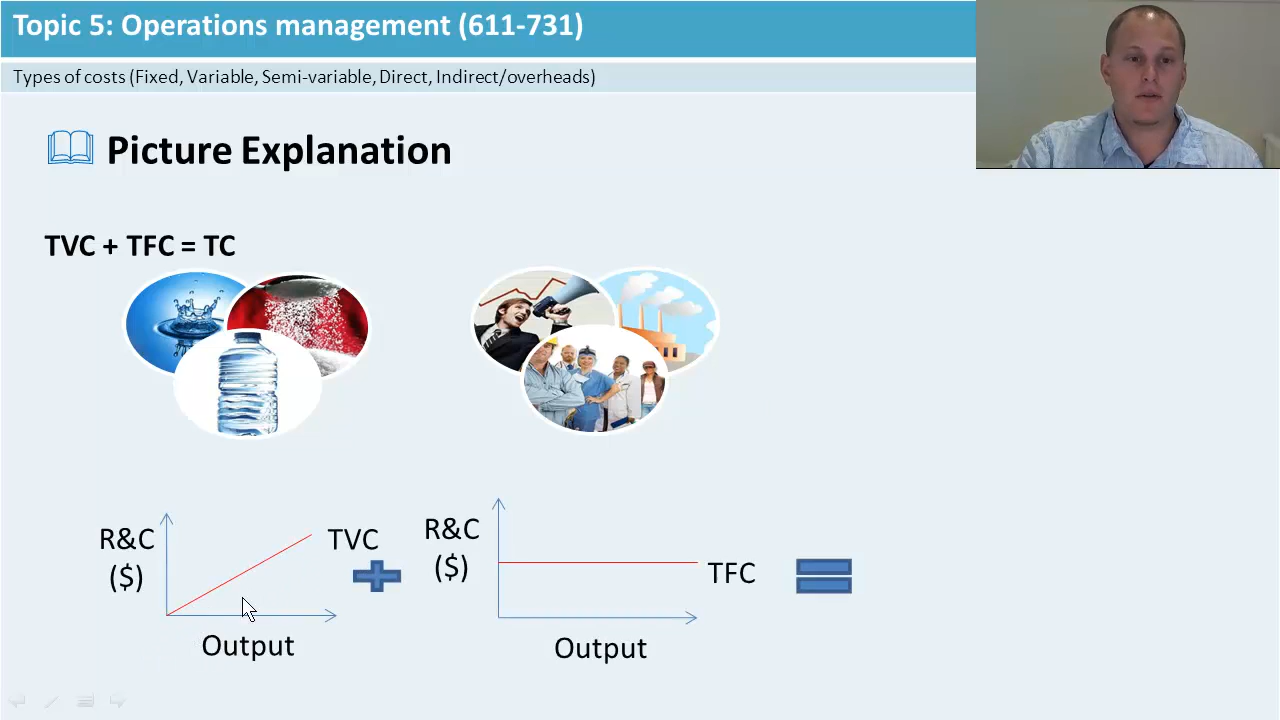 Topic 5: Operations management (611-731)
Types of costs (Fixed, Variable, Semi-variable, Direct, Indirect/overheads)
Picture Explanation
TVC + TFC = TC
R&C
($)
TVC
Output
R&C
($)
TFC
Output